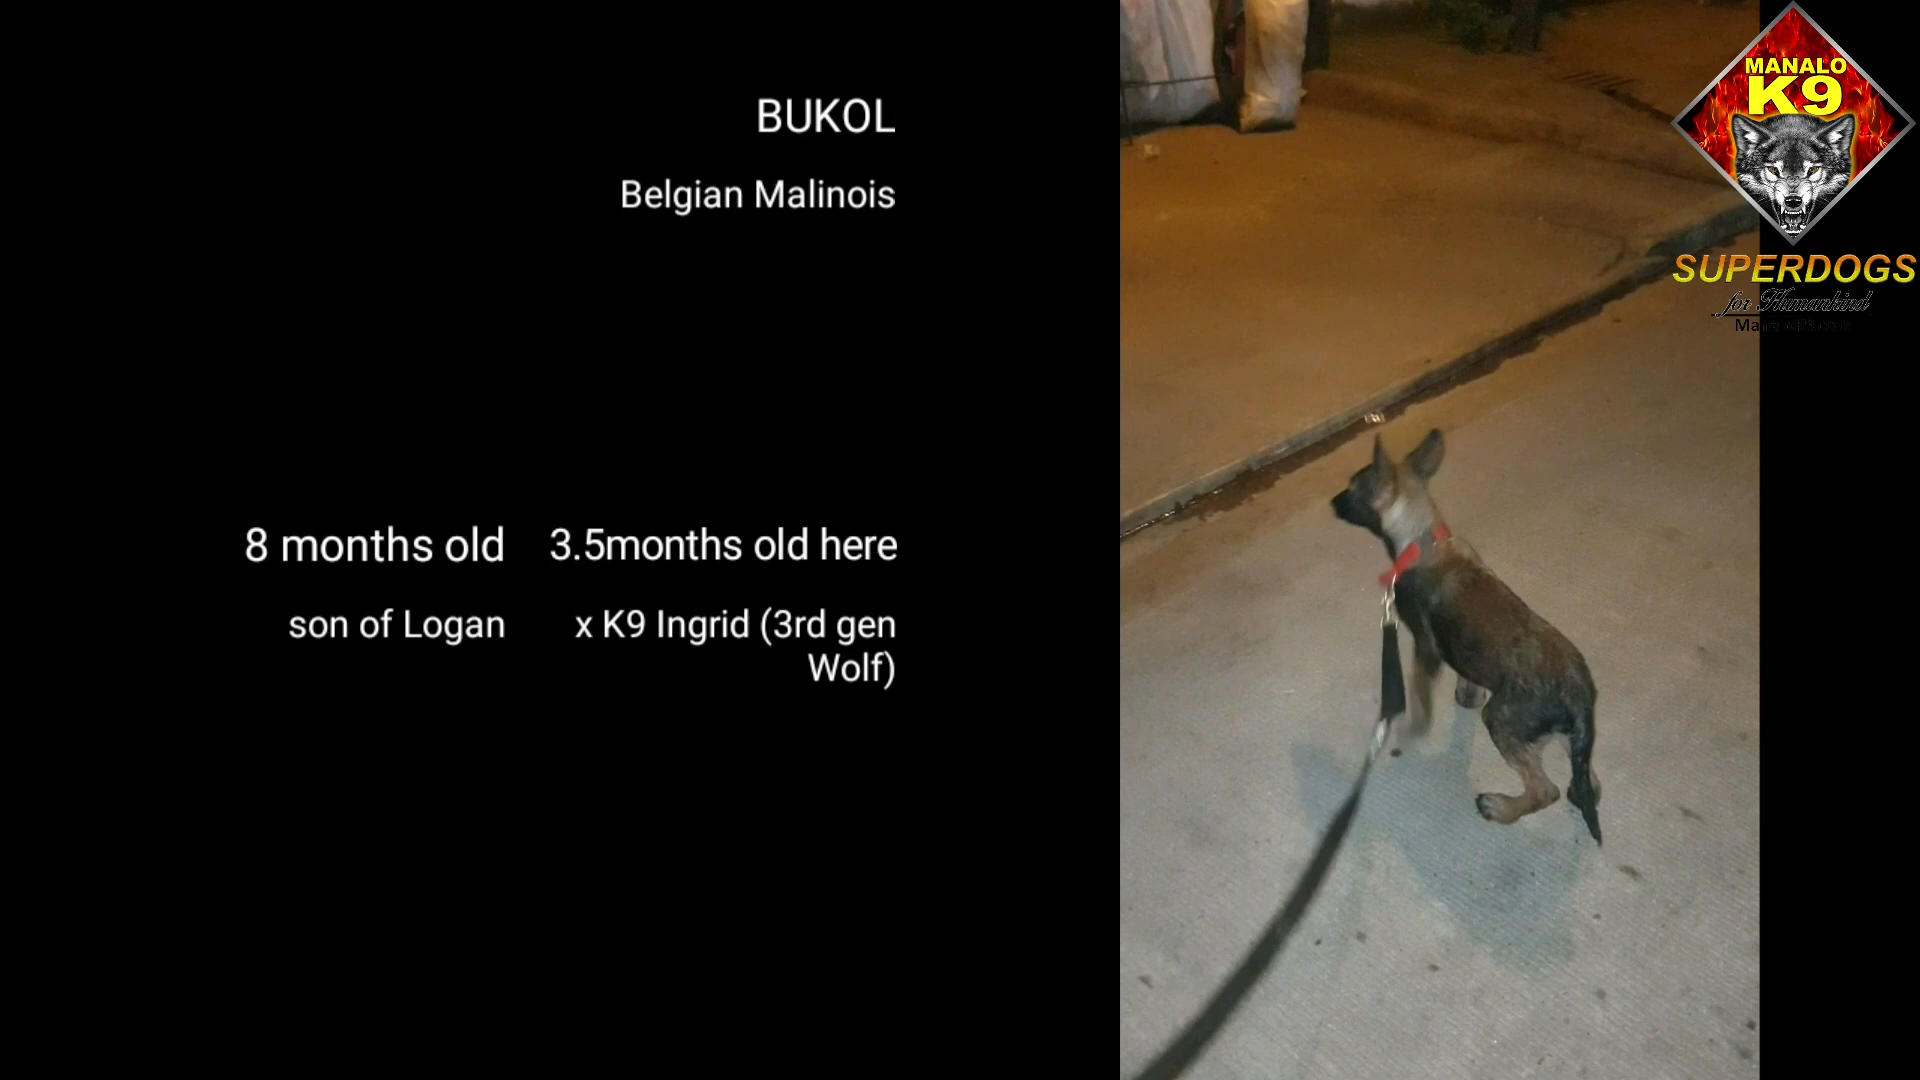 BUKOL
Belgian Malinois
8 months old
3.5months old here
son of Logan
x K9 Ingrid (3rd gen
Wolf)
MANALO
K9
SUPERDOGS
for Humankind